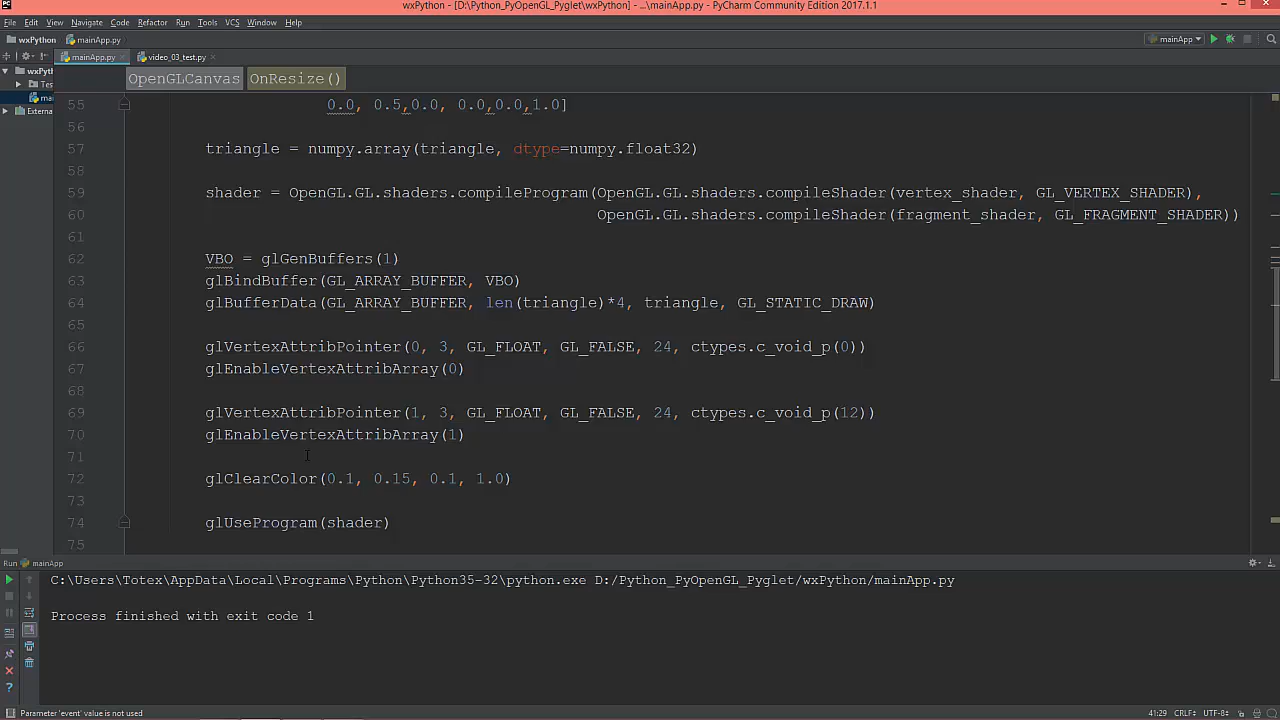 wxPython - [D:\Python_PyOpenGL_Pyglet\wxPython] - ...\mainApp.py - PyCharm Community Edition 2017.1.1
File Edit View Navigate Code Refactor Run Tools VCS Window Help
wxPython mainApp.py mainApp
mainApp.py video_03_test.py
wxPyth
Tes
ma
Externa
OpenGLCanvas OnResize()
55 0.0, 0.5,0.0, 0.0,0.0,1.0]
56
57 triangle = numpy.array(triangle, dtype=numpy.float32)
58
59 shader = OpenGL.GL.shaders.compileProgram(OpenGL.GL.shaders.compileShader(vertex_shader, GL_VERTEX_SHADER),
60 OpenGL.GL.shaders.compileShader(fragment_shader, GL_FRAGMENT_SHADER))
61
62 VBO = glGenBuffers(1)
63 glBindBuffer(GL_ARRAY_BUFFER, VBO)
64 glBufferData(GL_ARRAY_BUFFER, len(triangle)*4, triangle, GL_STATIC_DRAW)
65
66 glVertexAttribPointer(0, 3, GL_FLOAT, GL_FALSE, 24, ctypes.c_void_p(0))
67 glEnableVertexAttribArray(0)
68
69 glVertexAttribPointer(1, 3, GL_FLOAT, GL_FALSE, 24, ctypes.c_void_p(12))
70 glEnableVertexAttribArray(1)
71
72 glClearColor(0.1, 0.15, 0.1, 1.0)
73
74 glUseProgram(shader)
75
Run mainApp
C:\Users\Totex\AppData\Local\Programs\Python\Python35-32\python.exe D:/Python_PyOpenGL_Pyglet/wxPython/mainApp.py
Process finished with exit code 1
Parameter 'event' value is not used 41:29 CRLF÷ UTF-8÷